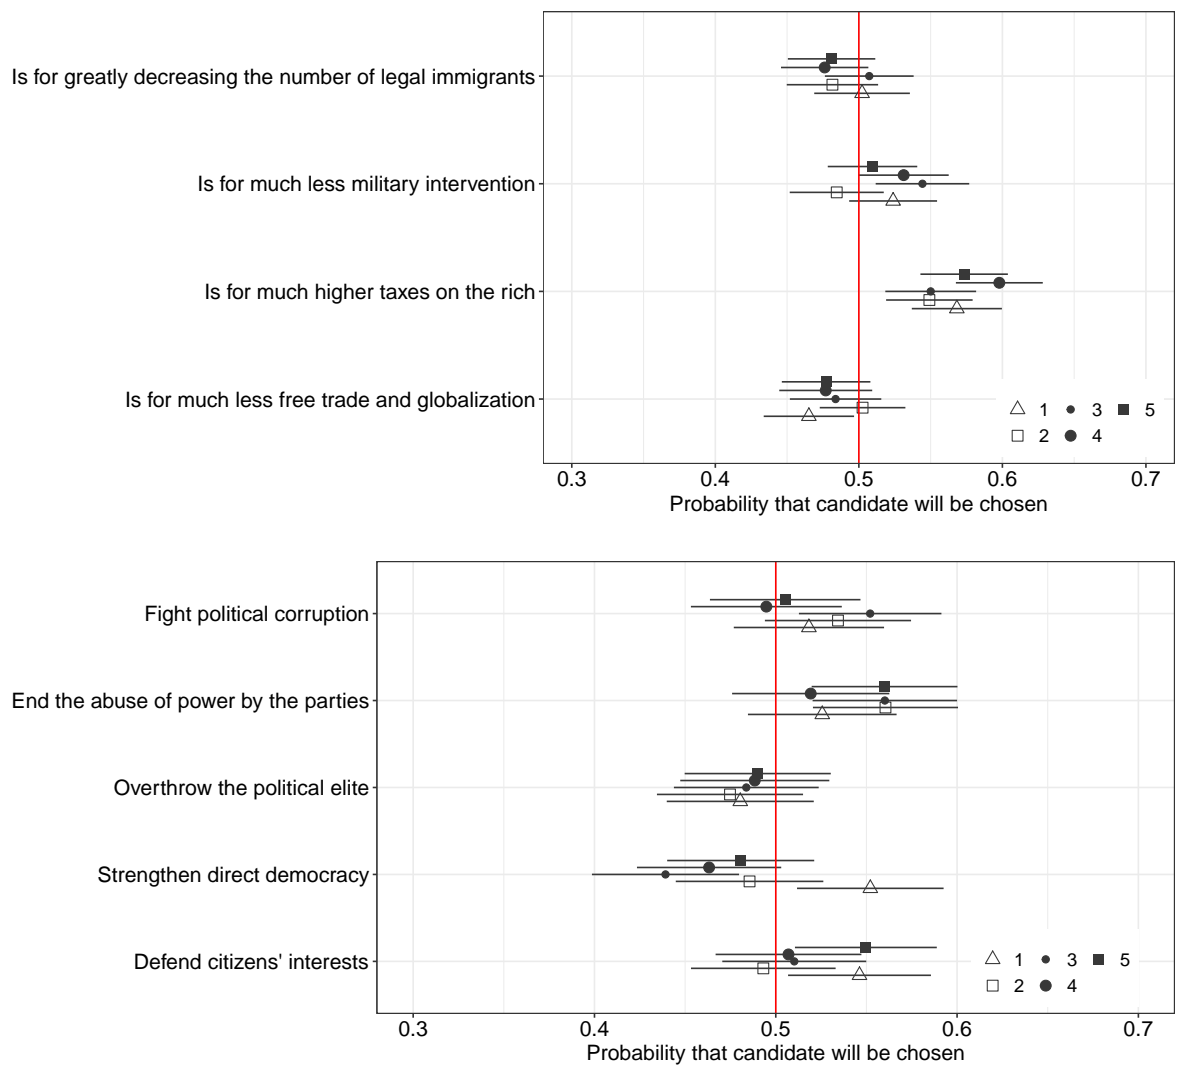 Is for greatly decreasing the number of legal immigrants
Is for much less military intervention
Is for much higher taxes on the rich
Is for much less free trade and globalization
1 3 5
2 4
0.3 0.4 0.5 0.6 0.7
Probability that candidate will be chosen
Fight political corruption
End the abuse of power by the parties
Overthrow the political elite
Strengthen direct democracy
Defend citizens' interests
1 3 5
2 4
0.3 0.4 0.5 0.6 0.7
Probability that candidate will be chosen